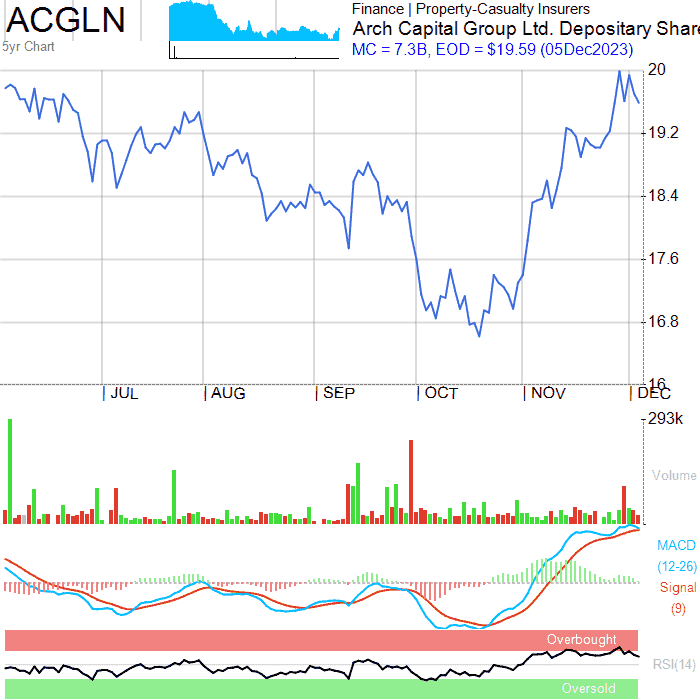 ACGLN
5yr Chart
Finance | Property-Casualty Insurers
Arch Capital Group Ltd. Depositary Share
MC = 7.3B, EOD = $19.59 (05Dec2023)
20
19.2
18.4
17.6
16.8
16
JUL AUG SEP OCT NOV DEC
293k
Volume
MACD
(12-26)
Signal
(9)
Overbought
RSI(14)
Oversold